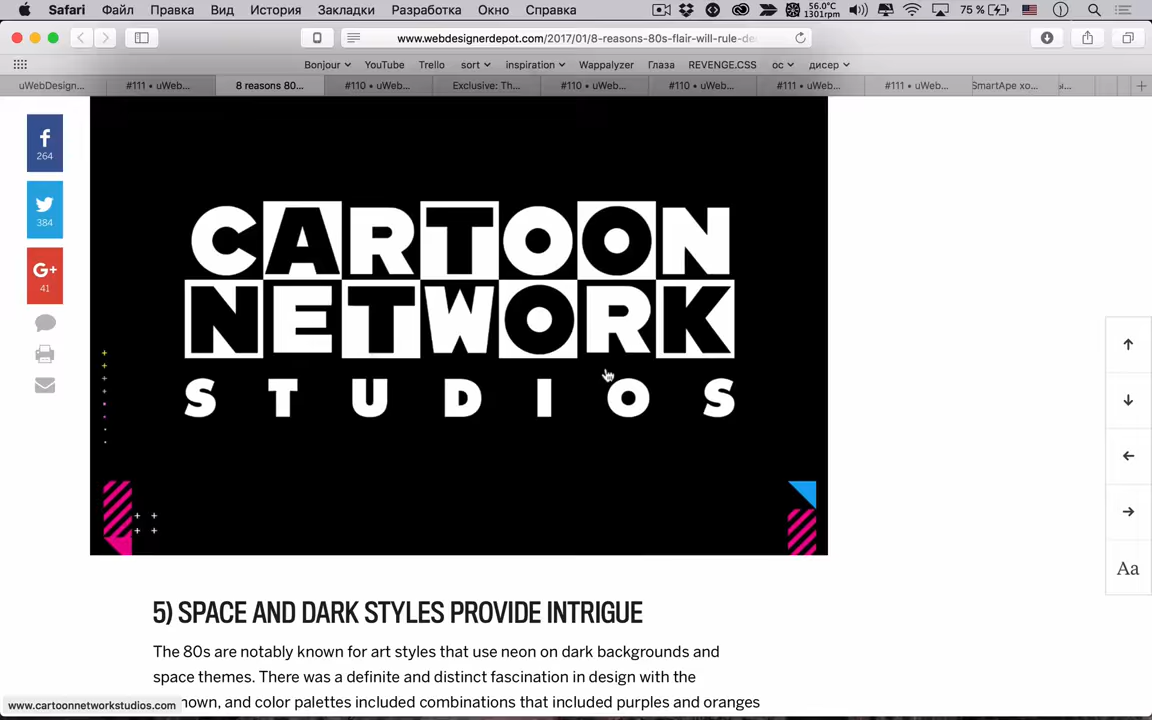 Safari Файл Правка Вид История Закладки Разработка Окно Справка 56.0°C 1301rpm 75 %
www.webdesignerdepot.com/2017/01/8-reasons-80s-flair-will-rule-de
Bonjour YouTube Trello sort inspiration Wappalyzer Глаза REVENGE.CSS ос дисер
uWebDesign... #111 • uWeb... 8 reasons 80... #110 • uWeb... Exclusive: Th... #110 • uWeb... #110 • uWeb... #111 • uWeb... #111 • uWeb... SmartApe хо...
264
384
G+
41
CARTOON
NETWORK
STUDIOS
Aa
5) SPACE AND DARK STYLES PROVIDE INTRIGUE
The 80s are notably known for art styles that use neon on dark backgrounds and
space themes. There was a definite and distinct fascination in design with the
nown, and color palettes included combinations that included purples and oranges
www.cartoonnetworkstudios.com